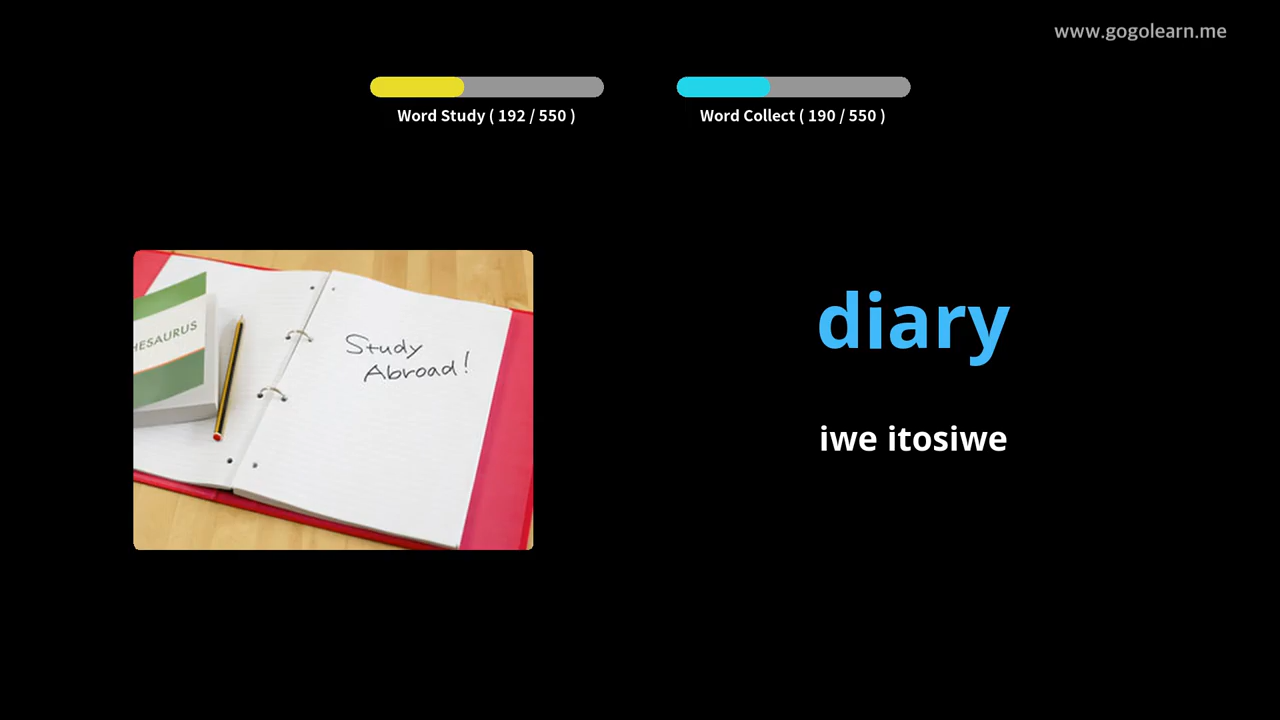 www.gogolearn.me
Word Study ( 192 / 550 )
Word Collect ( 190 / 550 )
HESAURUS
Study
Abroad!
diary
iwe itosiwe